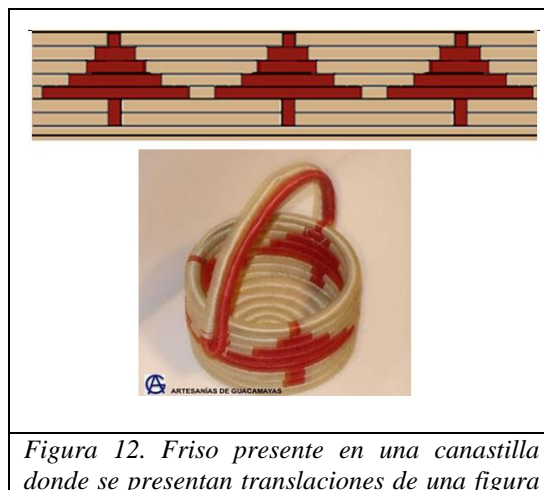 ARTESANÍAS DE GUACAMAYAS
Figura 12. Friso presente en una canastilla
donde se presentan translaciones de una figura